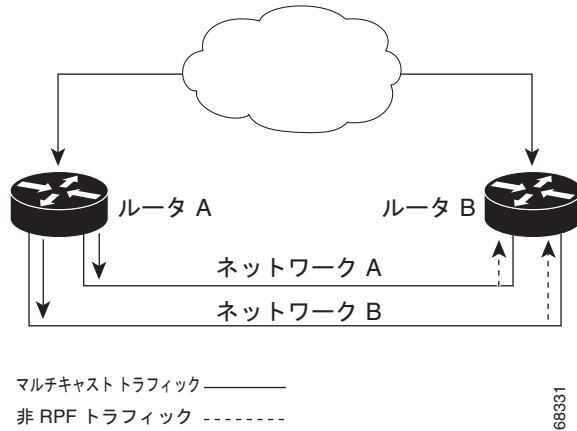 ルータ A
ルータ B
ネットワーク A
ネットワーク B
マルチキャスト トラフィック
非 RPF トラフィック
68331